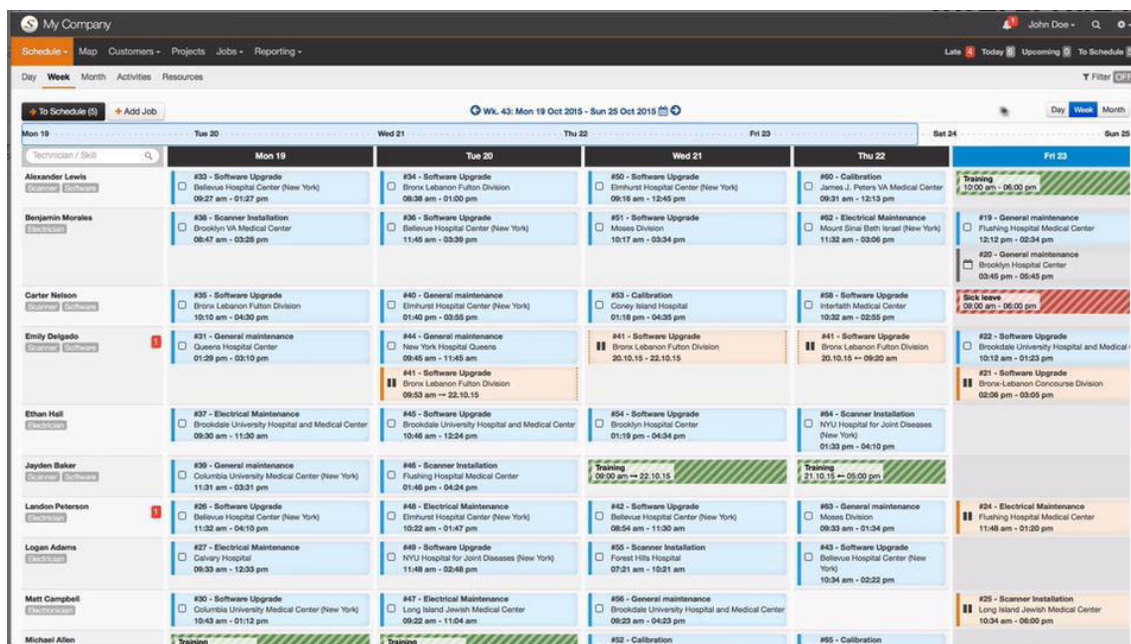 My Company
John Doe
Schedule Map Customers Projects Jobs Reporting
Late 4 Today 6 Upcoming 0 To Schedule
Day Week Month Activities Resources
Filter OFF
To Schedule (5) + Add Job
Wk. 43: Mon 19 Oct 2015 - Sun 25 Oct 2015
Day Week Month
Mon 19 Tue 20 Wed 21 Thu 22 Fri 23 Sat 24 Sun 25
Technician / Skill
Mon 19 Tue 20 Wed 21 Thu 22 Fri 23
Alexander Lewis
Scanner Software
#33 - Software Upgrade
Bellevue Hospital Center (New York)
09:27 am - 01:27 pm
#34 - Software Upgrade
Bronx Lebanon Fulton Division
08:38 am - 01:00 pm
#50 - Software Upgrade
Elmhurst Hospital Center (New York)
09:16 am - 12:45 pm
#60 - Calibration
James J. Peters VA Medical Center
09:31 am - 12:13 pm
Training
10:00 am - 06:00 pm
Benjamin Morales
Electrician
#38 - Scanner Installation
Brooklyn VA Medical Center
08:47 am - 03:28 pm
#36 - Software Upgrade
Bellevue Hospital Center (New York)
11:45 am - 03:39 pm
#51 - Software Upgrade
Moses Division
10:17 am - 03:34 pm
#62 - Electrical Maintenance
Mount Sinai Beth Israel (New York)
11:32 am - 03:06 pm
#19 - General maintenance
Flushing Hospital Medical Center
12:12 pm - 02:34 pm
#20 - General maintenance
Brooklyn Hospital Center
03:45 pm - 05:45 pm
Carter Nelson
Scanner Software
#35 - Software Upgrade
Bronx Lebanon Fulton Division
10:10 am - 04:30 pm
#40 - General maintenance
Elmhurst Hospital Center (New York)
01:40 pm - 03:55 pm
#53 - Calibration
Coney Island Hospital
01:18 pm - 04:35 pm
#58 - Software Upgrade
Interfaith Medical Center
10:32 am - 02:55 pm
Sick leave
09:00 am - 06:00 pm
Emily Delgado
Scanner Software
1
#31 - General maintenance
Queens Hospital Center
01:29 pm - 03:10 pm
#44 - General maintenance
New York Hospital Queens
09:45 am - 11:45 am
#41 - Software Upgrade
Bronx Lebanon Fulton Division
09:53 am → 22.10.15
#41 - Software Upgrade
Bronx Lebanon Fulton Division
20.10.15 - 22.10.15
#41 - Software Upgrade
Bronx Lebanon Fulton Division
20.10.15 ← 09:20 am
#22 - Software Upgrade
Brookdale University Hospital and Medical
10:12 am - 01:23 pm
#21 - Software Upgrade
Bronx-Lebanon Concourse Division
02:06 pm - 03:05 pm
Ethan Hall
Electrician
#37 - Electrical Maintenance
Brookdale University Hospital and Medical Center
09:30 am - 11:30 am
#45 - Software Upgrade
Brookdale University Hospital and Medical Center
10:46 am - 12:24 pm
#54 - Software Upgrade
Brooklyn Hospital Center
01:19 pm - 04:34 pm
#64 - Scanner Installation
NYU Hospital for Joint Diseases
(New York)
01:33 pm - 04:10 pm
Jayden Baker
Scanner Software
#39 - General maintenance
Columbia University Medical Center (New York)
11:31 am - 03:31 pm
#46 - Scanner Installation
Flushing Hospital Medical Center
01:46 pm - 04:24 pm
Training
09:00 am → 22.10.15
Training
21.10.15 ← 05:00 pm
Landon Peterson
Electrician
1
#26 - Software Upgrade
Bellevue Hospital Center (New York)
11:32 am - 04:10 pm
#48 - Electrical Maintenance
Elmhurst Hospital Center (New York)
10:22 am - 01:47 pm
#42 - Software Upgrade
Bellevue Hospital Center (New York)
08:54 am - 11:30 am
#63 - General maintenance
Moses Division
09:33 am - 01:34 pm
#24 - Electrical Maintenance
Flushing Hospital Medical Center
11:48 am - 01:20 pm
Logan Adams
Electrician
#27 - Electrical Maintenance
Calvary Hospital
09:33 am - 12:33 pm
#49 - Software Upgrade
NYU Hospital for Joint Diseases (New York)
11:48 am - 02:48 pm
#55 - Scanner Installation
Forest Hills Hospital
07:21 am - 10:21 am
#43 - Software Upgrade
Bellevue Hospital Center (New
York)
10:34 am - 02:22 pm
Matt Campbell
#30 - Software Upgrade
Columbia University Medical Center (New York)
10:43 am - 01:12 pm
#47 - Electrical Maintenance
Long Island Jewish Medical Center
09:22 am - 11:04 am
#56 - General maintenance
Brookdale University Hospital and Medical Center
09:23 am - 04:23 pm
#25 - Scanner Installation
Long Island Jewish Medical Center
10:34 am - 06:00 pm
Michael Allen
Training
Training
#52 - Calibration
#65 - Calibration